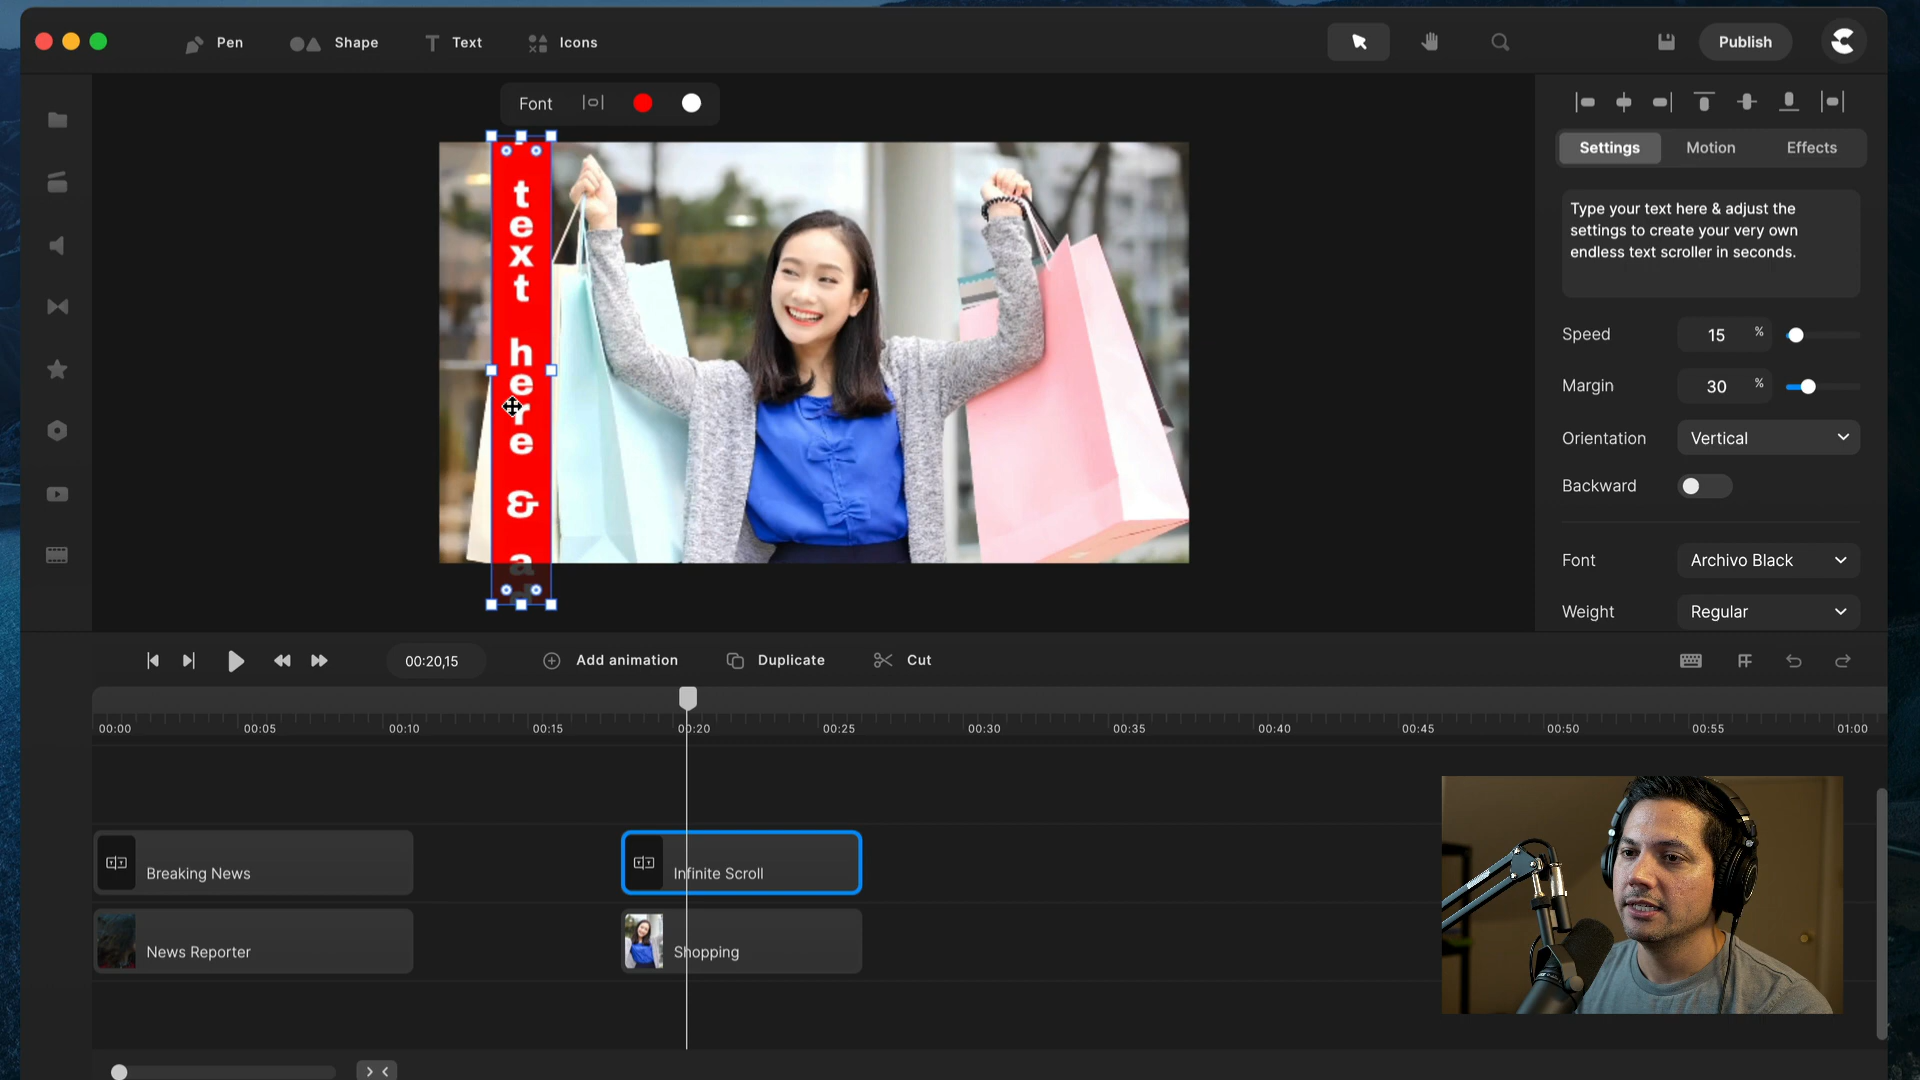 Pen
Shape
Text
Icons
Publish
Font
text here & a
Settings
Motion
Effects
Type your text here & adjust the
settings to create your very own
endless text scroller in seconds.
Speed
15
%
Margin
30
%
Orientation
Vertical
Backward
Font
Archivo Black
Weight
Regular
00:20,15
Add animation
Duplicate
Cut
00:00
00:05
00:10
00:15
00:20
00:25
00:30
00:35
00:40
00:45
00:50
00:55
01:00
Breaking News
Infinite Scroll
News Reporter
Shopping